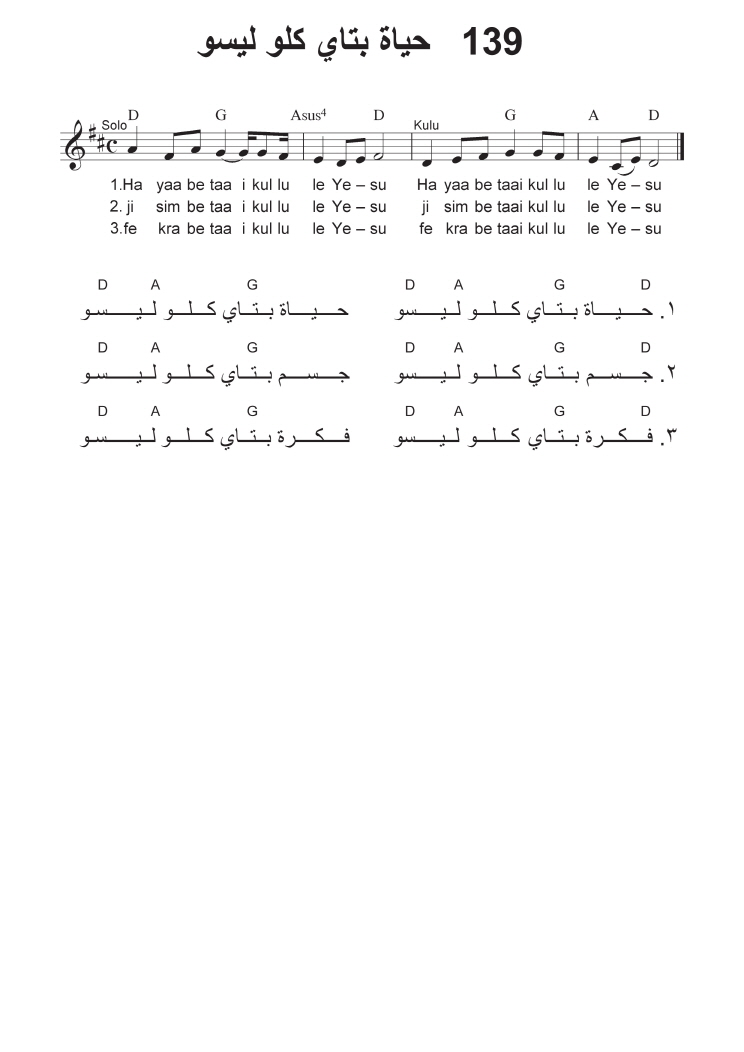 139 حياة بتاي كلو ليسو
D G Asus4 D G A D
Solo Kulu
1.Ha yaa be taa i kul lu le Ye – su Ha yaa be taai kul lu le Ye – su
2. ji sim be taa i kul lu le Ye – su ji sim be taai kul lu le Ye – su
3.fe kra be taa i kul lu le Ye – su fe kra be taai kul lu le Ye – su
D A G D A G D
١. حـيـاة بـتـاي كـلـو لـيـسو حـيـاة بـتـاي كـلـو لـيـسو
D A G D A G D
٢. جـسـم بـتـاي كـلـو لـيـسو جـسـم بـتـاي كـلـو لـيـسو
D A G D A G D
٣. فـكـرة بـتـاي كـلـو لـيـسو فـكـرة بـتـاي كـلـو لـيـسو